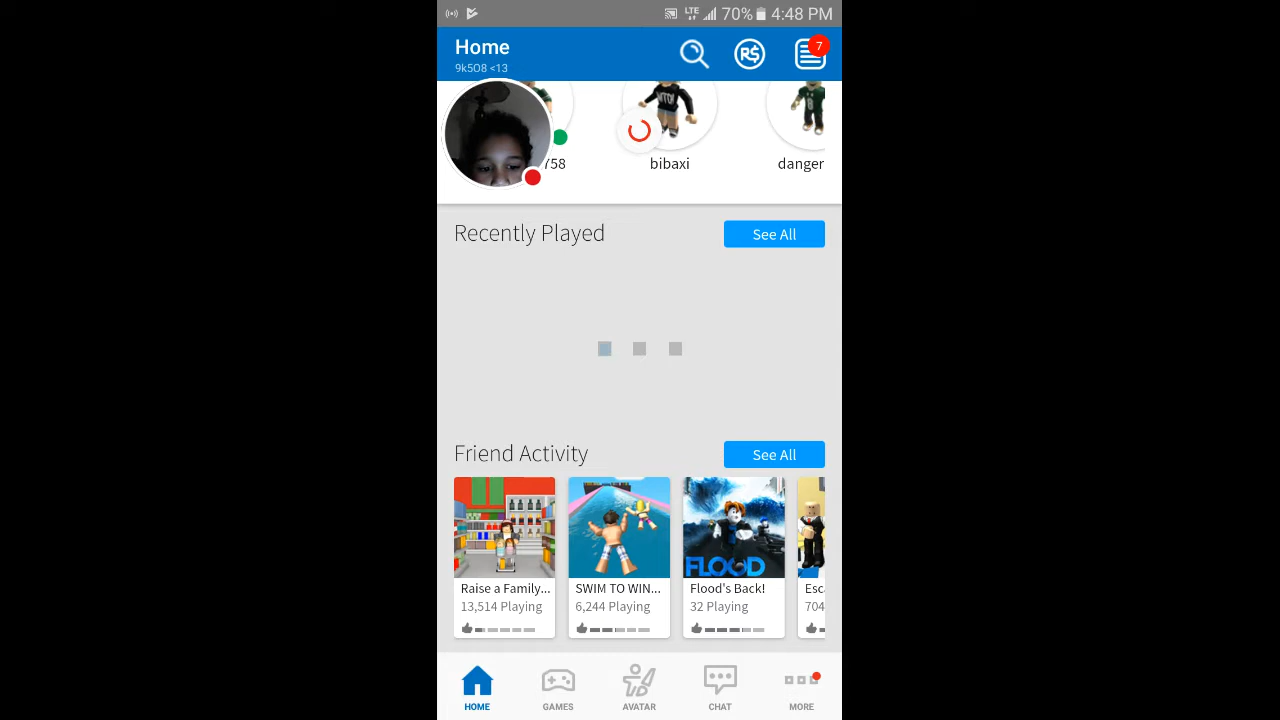 LTE 70% 4:48 PM
Home
9k5O8 <13
R$
7
758
bibaxi
danger
Recently Played
See All
Friend Activity
See All
FLOOD
Raise a Family...
SWIM TO WIN...
Flood's Back!
Esc
13,514 Playing
6,244 Playing
32 Playing
704
HOME
GAMES
AVATAR
CHAT
MORE